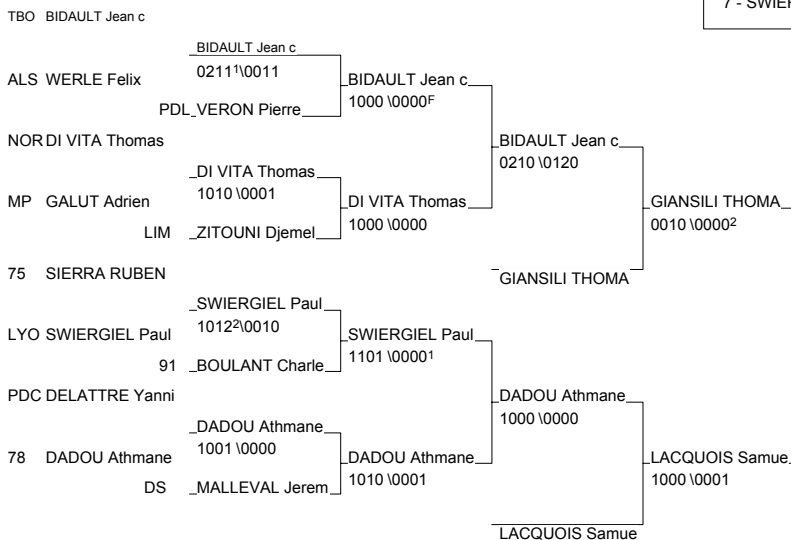 7 - SWIER
TBO BIDAULT Jean c
BIDAULT Jean c
0211¹\0011
ALS WERLE Felix
BIDAULT Jean c
1000 \0000F
PDL VERON Pierre
NOR DI VITA Thomas
BIDAULT Jean c
0210 \0120
DI VITA Thomas
1010 \0001
MP GALUT Adrien
DI VITA Thomas
1000 \0000
GIANSILI THOMA
0010 \0000²
LIM ZITOUNI Djemel
75 SIERRA RUBEN
GIANSILI THOMA
SWIERGIEL Paul
1012²\0010
LYO SWIERGIEL Paul
SWIERGIEL Paul
1101 \0000¹
91 BOULANT Charle
PDC DELATTRE Yanni
DADOU Athmane
1000 \0000
DADOU Athmane
1001 \0000
78 DADOU Athmane
DADOU Athmane
1010 \0001
LACQUOIS Samue
1000 \0001
DS MALLEVAL Jerem
LACQUOIS Samue